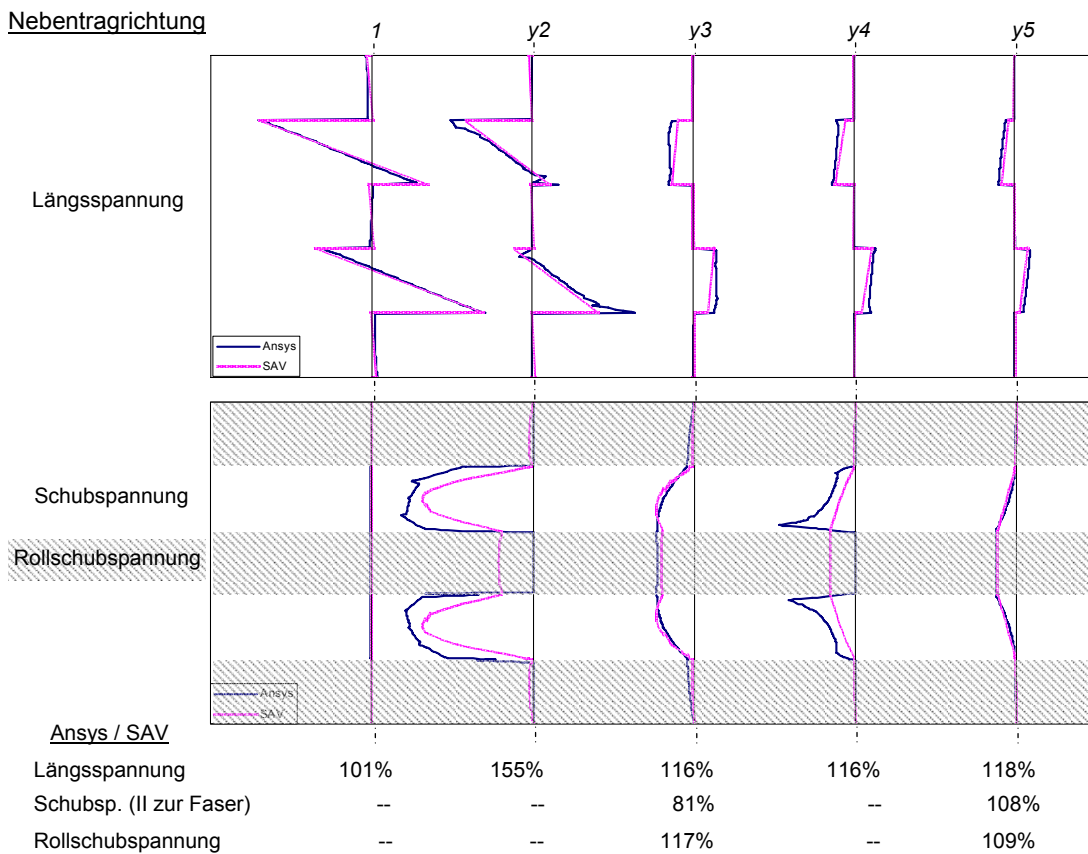 Nebentragrichtung
1 y2 y3 y4 y5
Längsspannung
Ansys
SAV
Schubspannung
Rollschubspannung
Ansys
SAV
Ansys / SAV
Längsspannung 101% 155% 116% 116% 118%
Schubsp. (II zur Faser) -- -- 81% -- 108%
Rollschubspannung -- -- 117% -- 109%